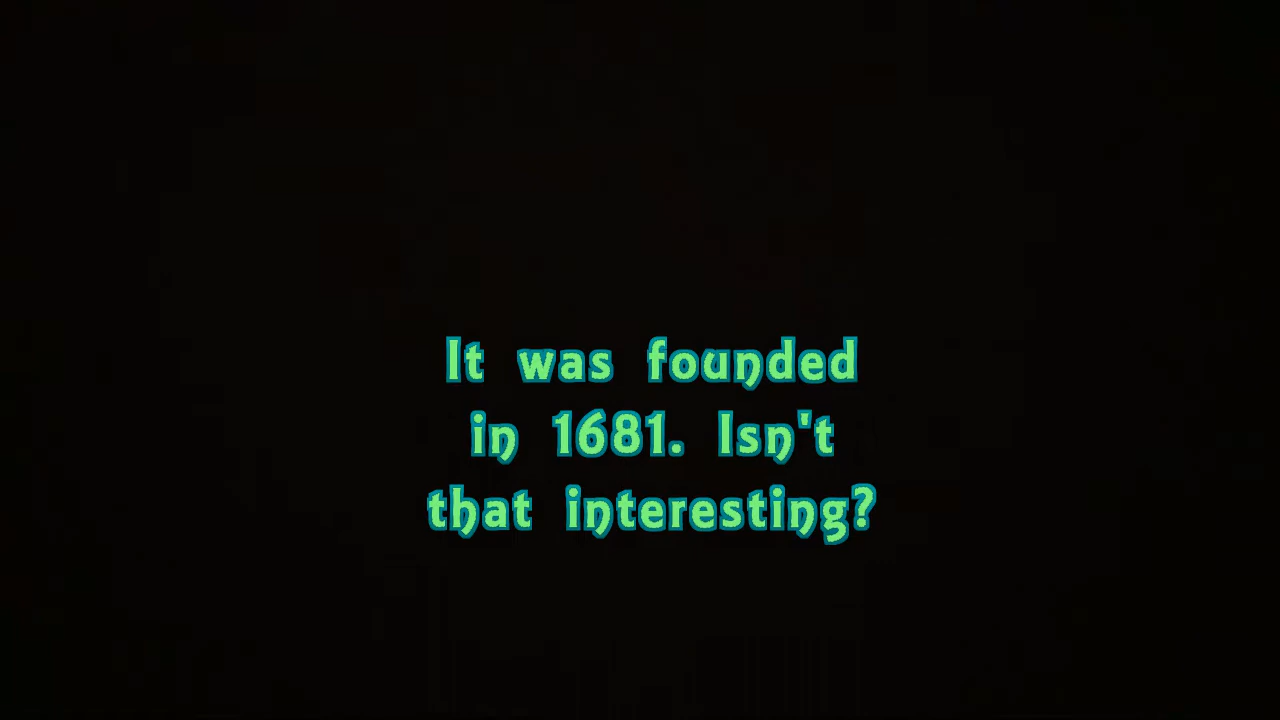 It was founded
in 1681. Isn't
that interesting?